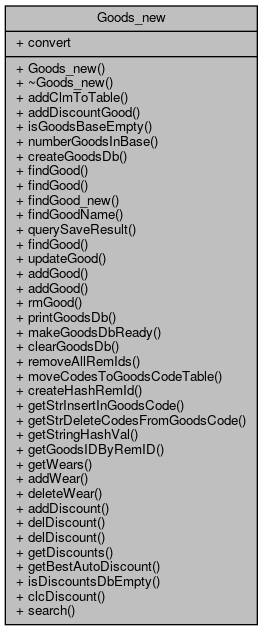 Goods_new
+ convert
+ Goods_new()
+ ~Goods_new()
+ addClmToTable()
+ addDiscountGood()
+ isGoodsBaseEmpty()
+ numberGoodsInBase()
+ createGoodsDb()
+ findGood()
+ findGood()
+ findGood_new()
+ findGoodName()
+ querySaveResult()
+ findGood()
+ updateGood()
+ addGood()
+ addGood()
+ rmGood()
+ printGoodsDb()
+ makeGoodsDbReady()
+ clearGoodsDb()
+ removeAllRemIds()
+ moveCodesToGoodsCodeTable()
+ createHashRemId()
+ getStrInsertInGoodsCode()
+ getStrDeleteCodesFromGoodsCode()
+ getStringHashVal()
+ getGoodsIDByRemID()
+ getWears()
+ addWear()
+ deleteWear()
+ addDiscount()
+ delDiscount()
+ delDiscount()
+ getDiscounts()
+ getBestAutoDiscount()
+ isDiscountsDbEmpty()
+ clcDiscount()
+ search()